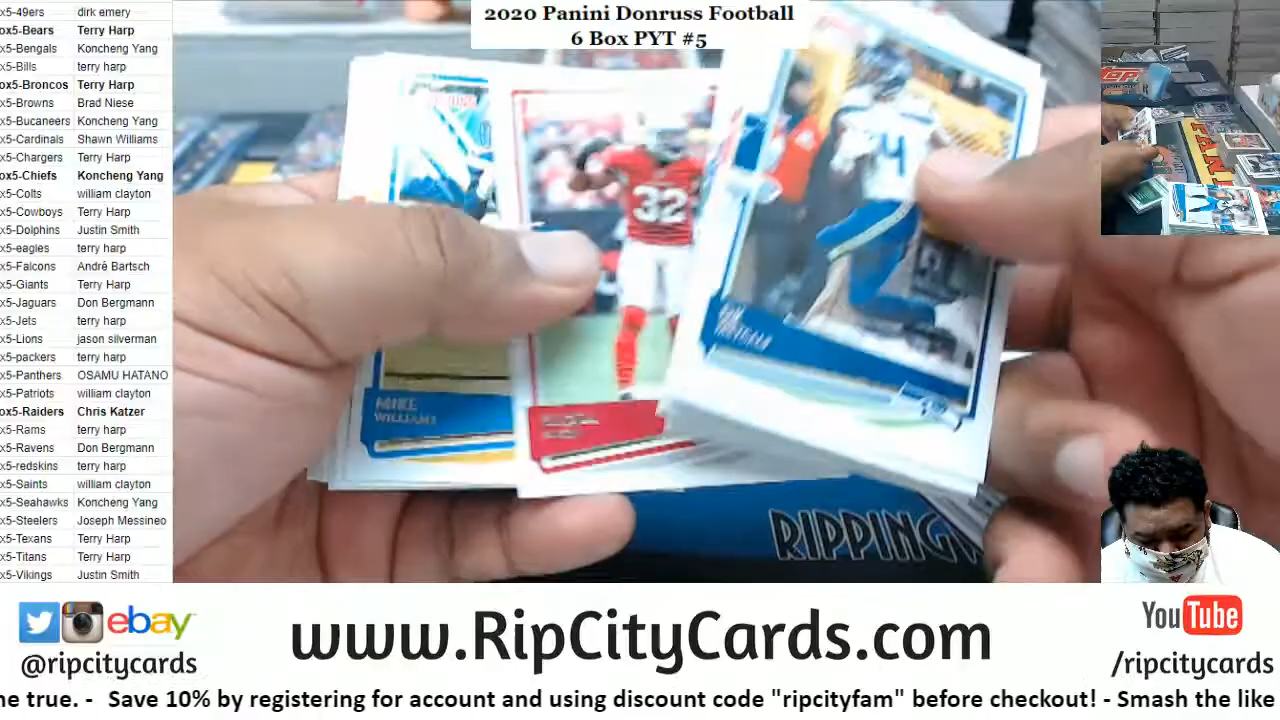 2020 Panini Donruss Football
6 Box PYT #5
x5-49ers dirk emery
ox5-Bears Terry Harp
x5-Bengals Koncheng Yang
x5-Bills terry harp
ox5-Broncos Terry Harp
x5-Browns Brad Niese
x5-Bucaneers Koncheng Yang
x5-Cardinals Shawn Williams
x5-Chargers Terry Harp
ox5-Chiefs Koncheng Yang
x5-Colts william clayton
x5-Cowboys Terry Harp
x5-Dolphins Justin Smith
x5-eagles terry harp
x5-Falcons André Bartsch
x5-Giants Terry Harp
x5-Jaguars Don Bergmann
x5-Jets terry harp
x5-Lions jason silverman
x5-packers terry harp
x5-Panthers OSAMU HATANO
x5-Patriots william clayton
ox5-Raiders Chris Katzer
x5-Rams terry harp
x5-Ravens Don Bergmann
x5-redskins terry harp
x5-Saints william clayton
x5-Seahawks Koncheng Yang
x5-Steelers Joseph Messineo
x5-Texans Terry Harp
x5-Titans Terry Harp
x5-Vikings Justin Smith
32
4
MIKE
WILLIAMS
RIPPING
ebay
@ripcitycards
www.RipCityCards.com
YouTube
/ripcitycards
ne true. - Save 10% by registering for account and using discount code "ripcityfam" before checkout! - Smash the like